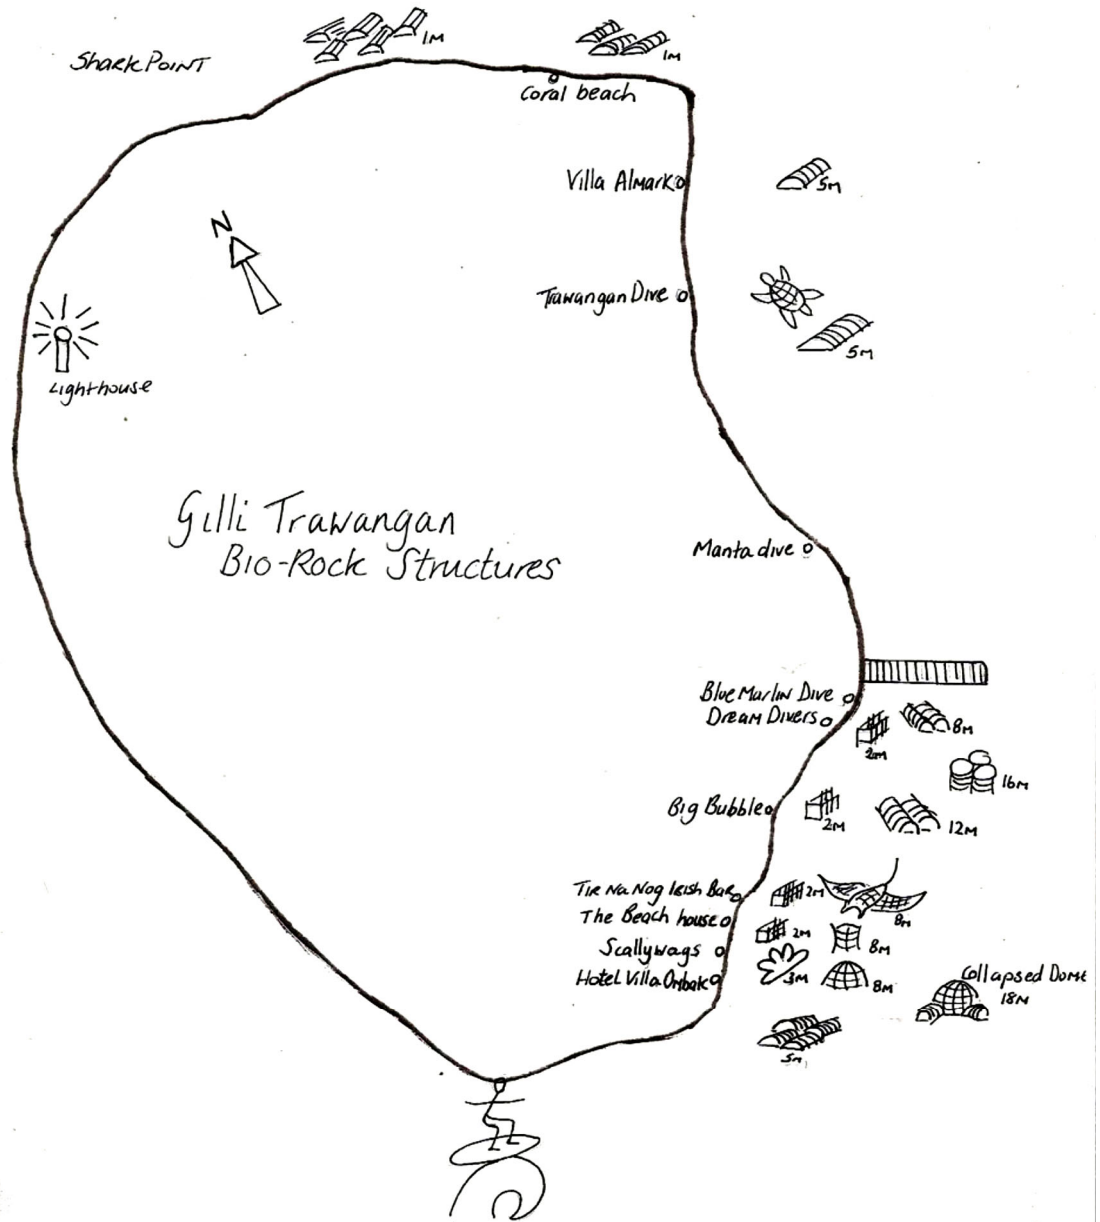 1M
1M
Shark Point
Coral beach
Villa Almark
5M
N
Trawangan Dive
5M
Lighthouse
Gilli Trawangan
Bio-Rock Structures
Manta dive
Blue Marlin Dive
Dream Divers
8M
2M
16M
Big Bubble
2M
12M
Tir Na Nog Irish Bar
2M
8M
The Beach house
2M
Scallywags
8M
Hotel Villa Ombak
3M
8M
Collapsed Dome
18M
5M